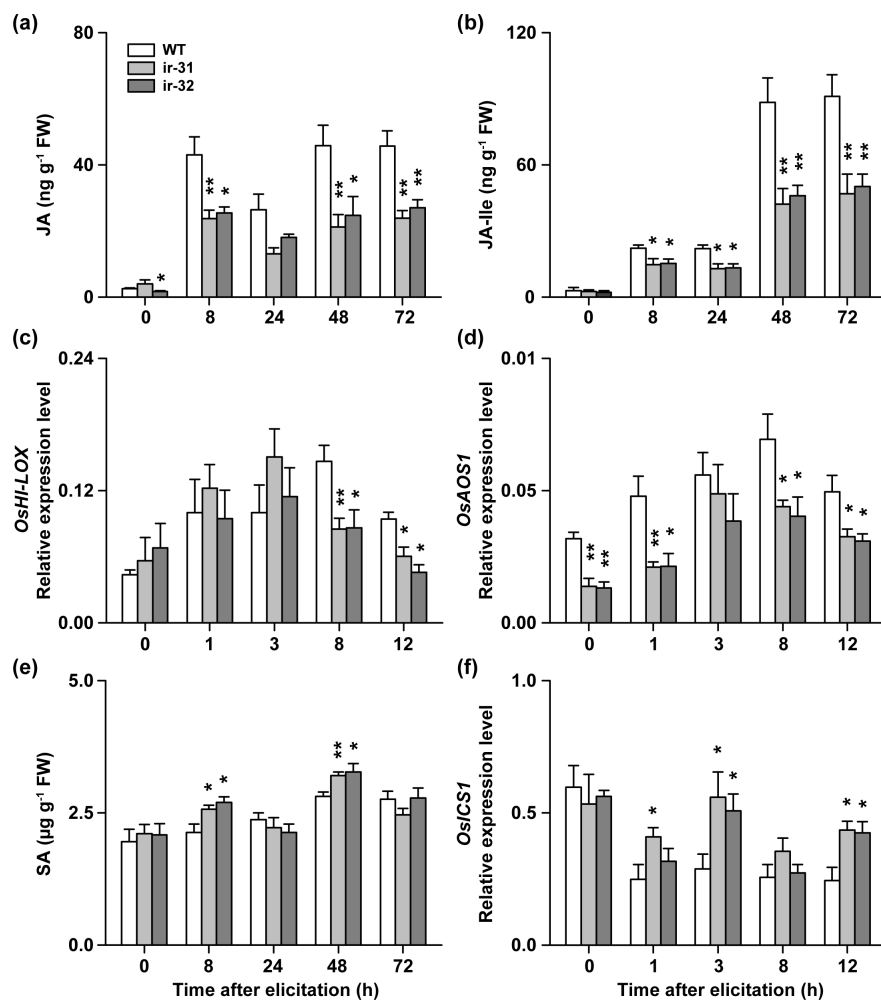 (a)
80
40
0
JA (ng g⁻¹ FW)
WT
ir-31
ir-32
** *
** *
** **
*
0 8 24 48 72
(b)
120
60
0
JA-Ile (ng g⁻¹ FW)
* *
* *
** **
** **
0 8 24 48 72
(c)
0.24
0.12
0.00
OsHI-LOX
Relative expression level
** *
* *
0 1 3 8 12
(d)
0.01
0.05
0.00
OsAOS1
Relative expression level
** **
** *
* *
* *
0 1 3 8 12
(e)
5.0
2.5
0.0
SA (µg g⁻¹ FW)
* *
** *
0 8 24 48 72
Time after elicitation (h)
(f)
1.0
0.5
0.0
OsICS1
Relative expression level
*
* *
* *
0 1 3 8 12
Time after elicitation (h)